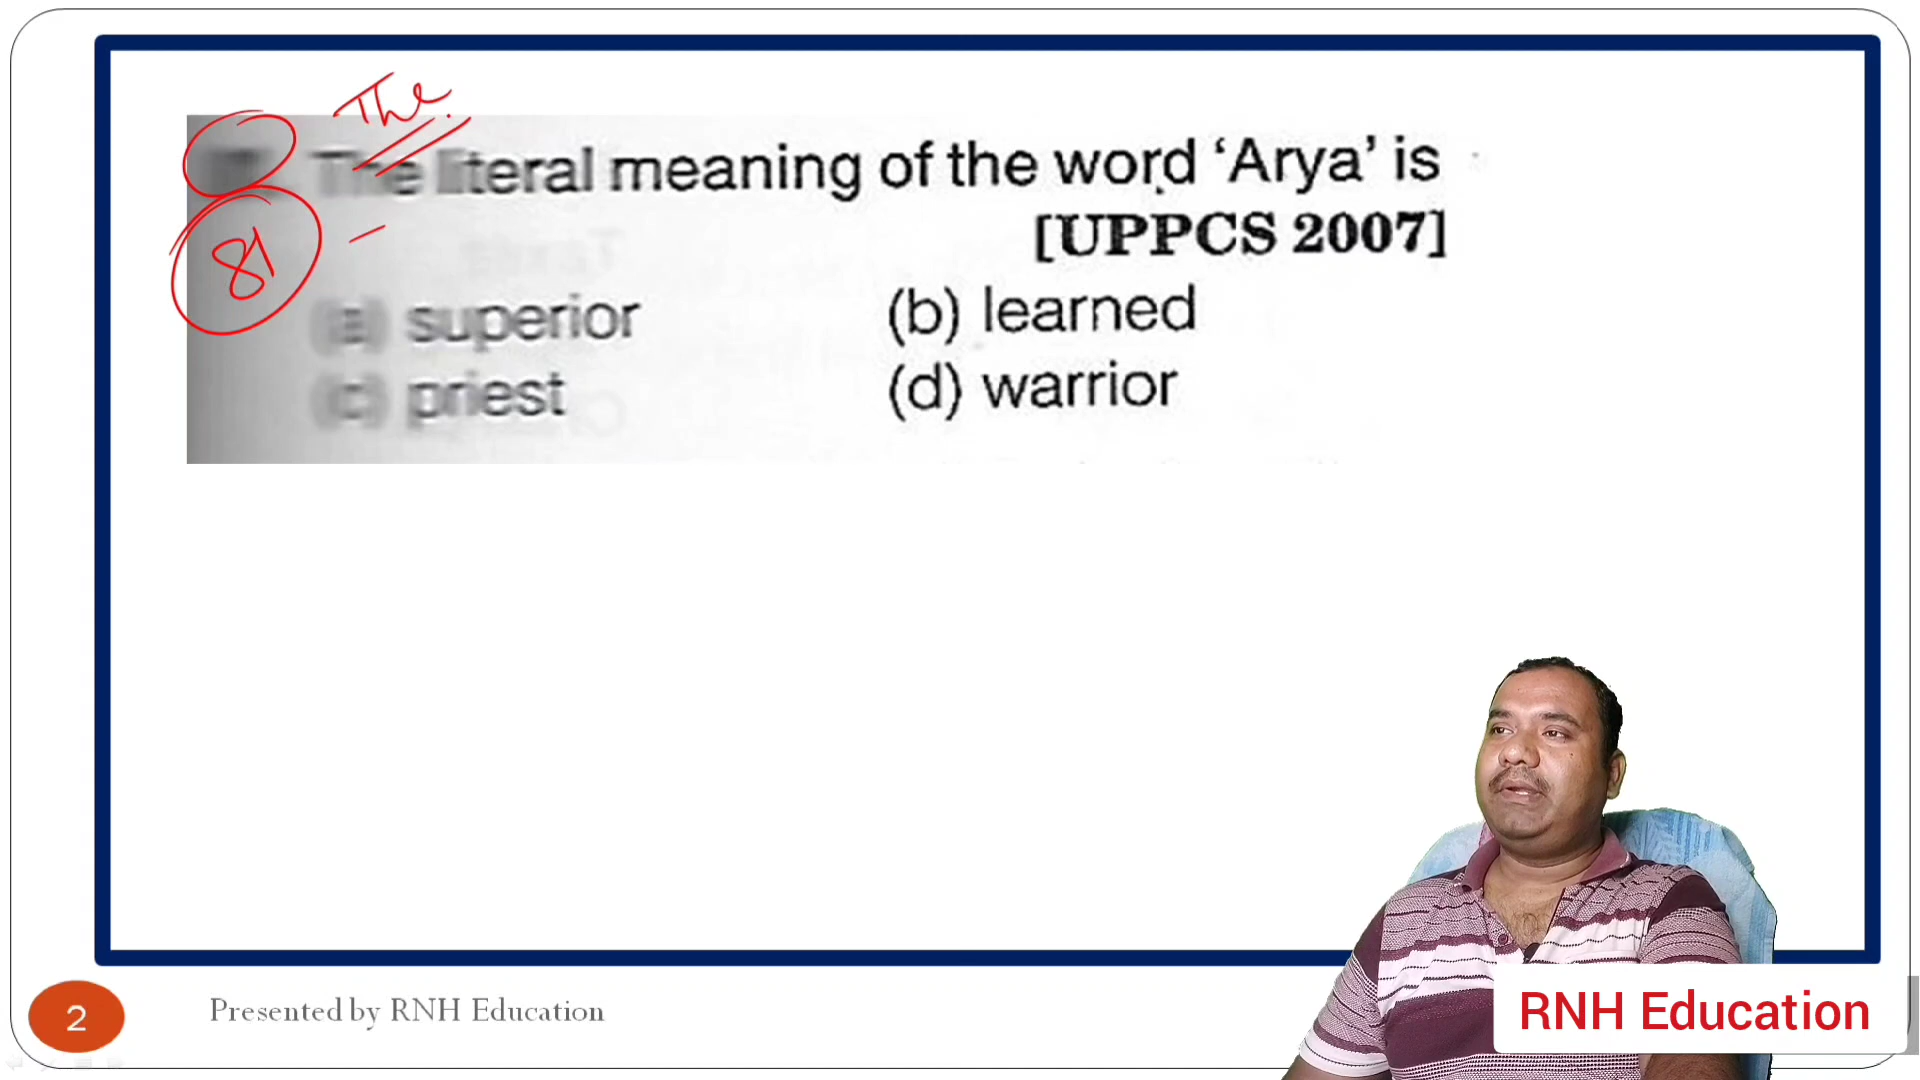 The
The literal meaning of the word ‘Arya’ is
[UPPCS 2007]
81
(a) superior (b) learned
(c) priest (d) warrior
2 Presented by RNH Education
RNH Education